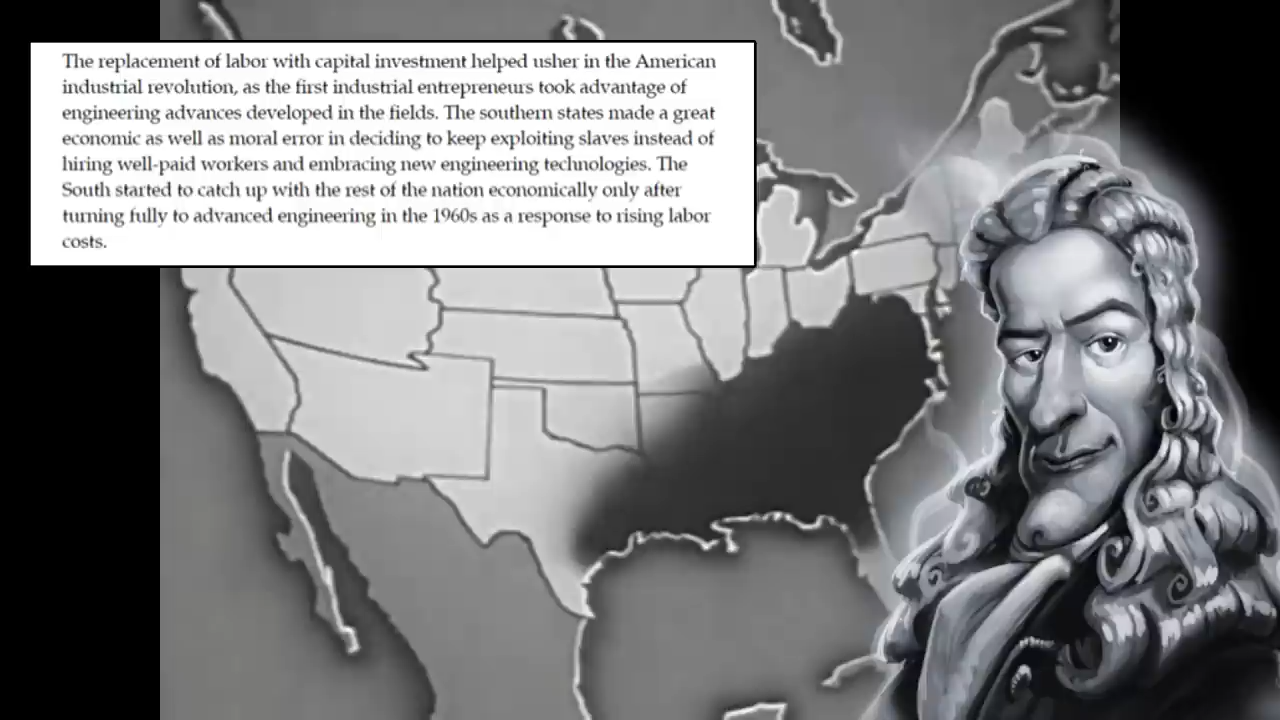 The replacement of labor with capital investment helped usher in the American
industrial revolution, as the first industrial entrepreneurs took advantage of
engineering advances developed in the fields. The southern states made a great
economic as well as moral error in deciding to keep exploiting slaves instead of
hiring well-paid workers and embracing new engineering technologies. The
South started to catch up with the rest of the nation economically only after
turning fully to advanced engineering in the 1960s as a response to rising labor
costs.